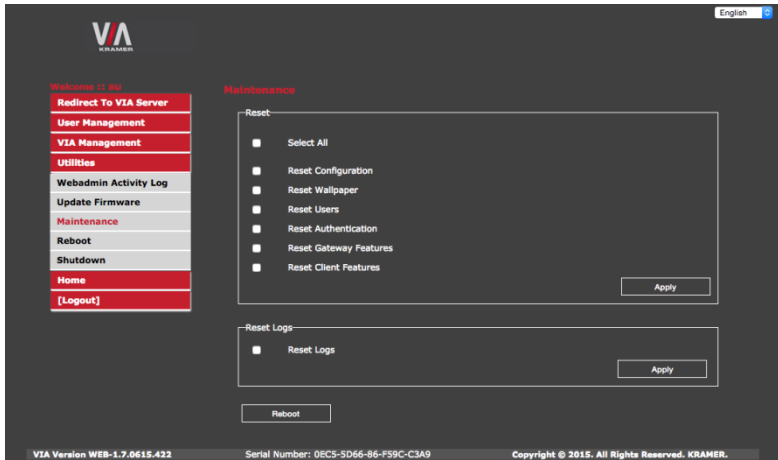 English
VIA
KRAMER
Welcome :: su
Redirect To VIA Server
User Management
VIA Management
Utilities
Webadmin Activity Log
Update Firmware
Maintenance
Reboot
Shutdown
Home
[Logout]
Maintenance
Reset
Select All
Reset Configuration
Reset Wallpaper
Reset Users
Reset Authentication
Reset Gateway Features
Reset Client Features
Apply
Reset Logs
Reset Logs
Apply
Reboot
VIA Version WEB-1.7.0615.422
Serial Number: 0EC5-5D66-86-F59C-C3A9
Copyright © 2015. All Rights Reserved. KRAMER.